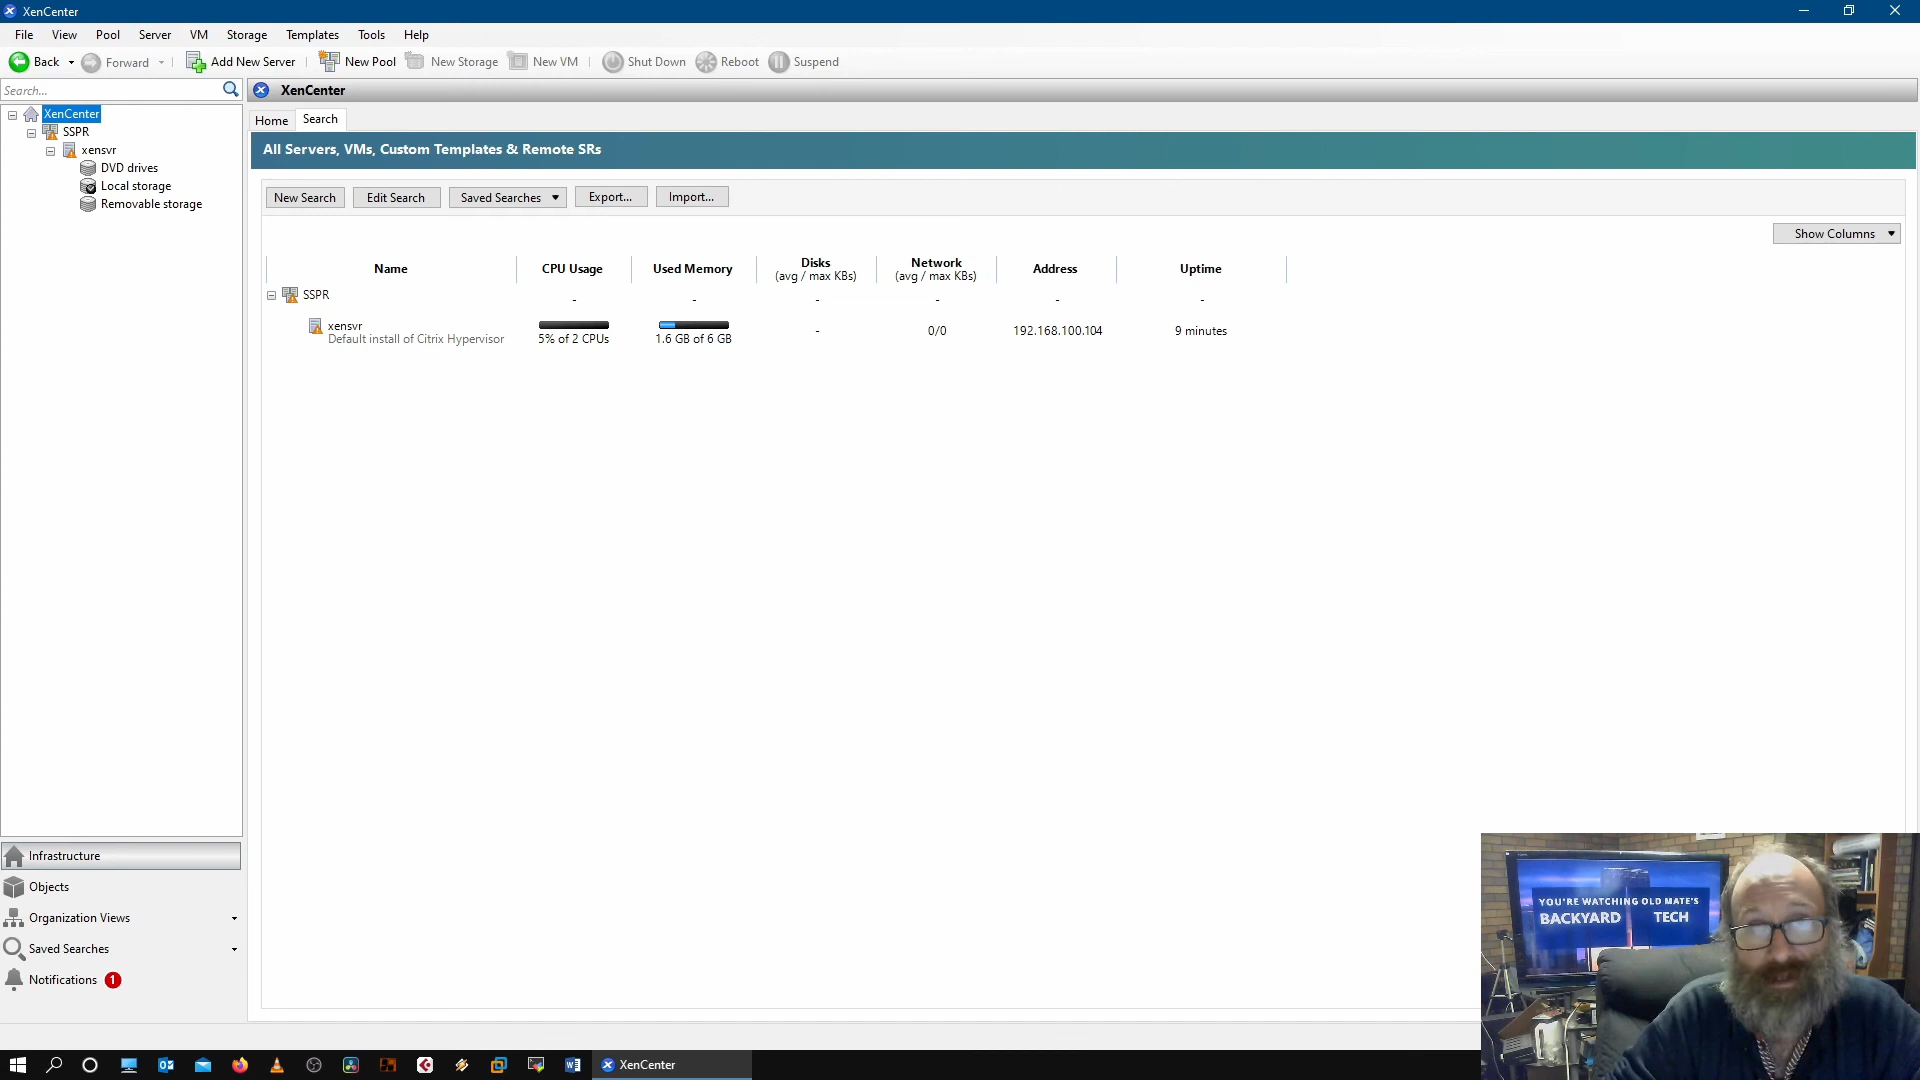 XenCenter
File View Pool Server VM Storage Templates Tools Help
Back Forward Add New Server New Pool New Storage New VM Shut Down Reboot Suspend
Search...
XenCenter
XenCenter
SSPR
xensvr
DVD drives
Local storage
Removable storage
Home Search
All Servers, VMs, Custom Templates & Remote SRs
New Search Edit Search Saved Searches Export... Import...
Show Columns
Name CPU Usage Used Memory Disks (avg / max KBs) Network (avg / max KBs) Address Uptime
SSPR - - - - - -
xensvr
Default install of Citrix Hypervisor
5% of 2 CPUs 1.6 GB of 6 GB - 0/0 192.168.100.104 9 minutes
Infrastructure
Objects
Organization Views
Saved Searches
Notifications 1
YOU'RE WATCHING OLD MATE'S
BACKYARD TECH
XenCenter